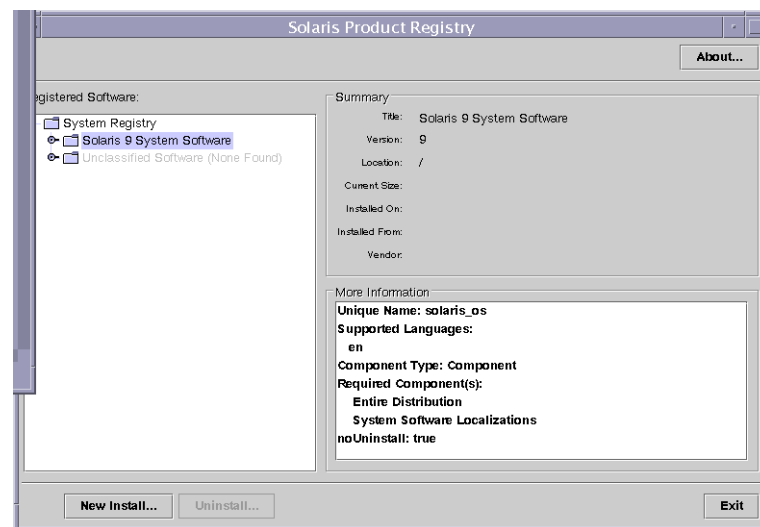 Solaris Product Registry
About...
egistered Software:
System Registry
Solaris 9 System Software
Unclassified Software (None Found)
Summary
Title: Solaris 9 System Software
Version: 9
Location: /
Current Size:
Installed On:
Installed From:
Vendor:
More Information
Unique Name: solaris_os
Supported Languages:
en
Component Type: Component
Required Component(s):
Entire Distribution
System Software Localizations
noUninstall: true
New Install...
Uninstall...
Exit